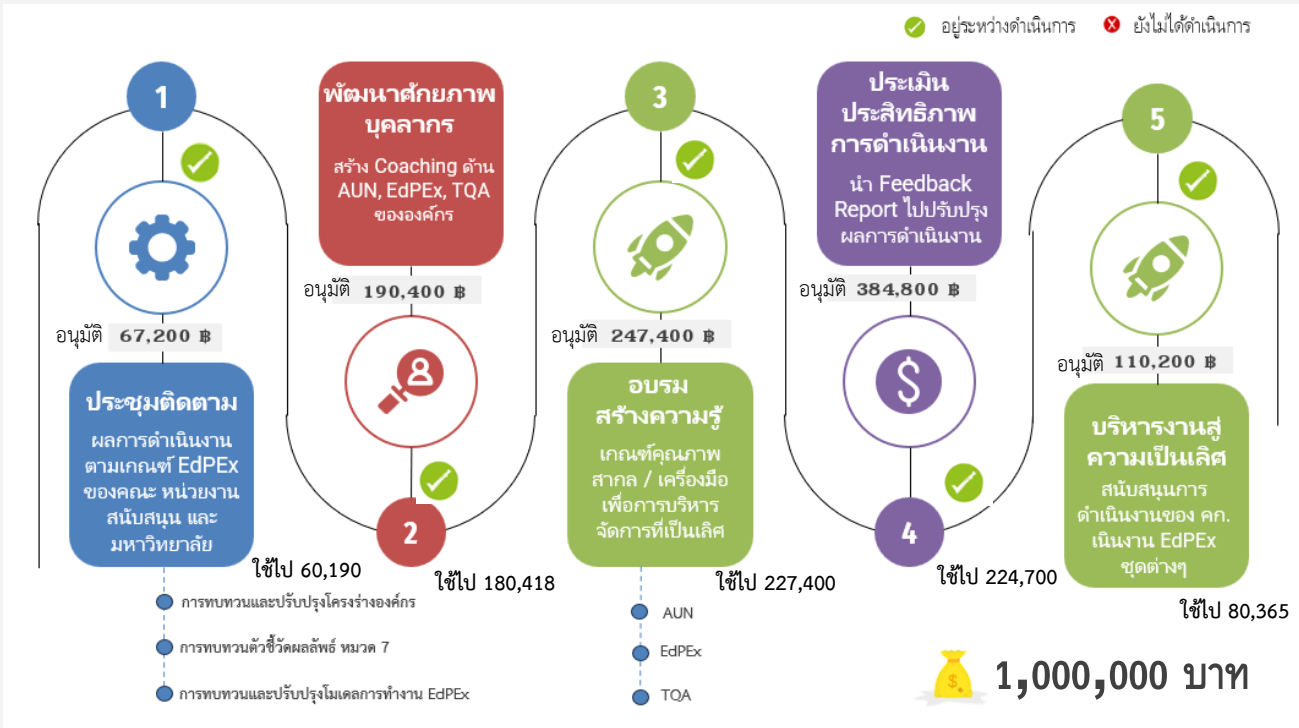 อยู่ระหว่างดำเนินการ
ยังไม่ได้ดำเนินการ
1
อนุมัติ 67,200 ฿
ประชุมติดตาม
ผลการดำเนินงาน
ตามเกณฑ์ EdPEx
ของคณะ หน่วยงาน
สนับสนุน และ
มหาวิทยาลัย
ใช้ไป 60,190
การทบทวนและปรับปรุงโครงร่างองค์กร
การทบทวนตัวชี้วัดผลลัพธ์ หมวด 7
การทบทวนและปรับปรุงโมเดลการทำงาน EdPEx
พัฒนาศักยภาพ
บุคลากร
สร้าง Coaching ด้าน
AUN, EdPEx, TQA
ขององค์กร
อนุมัติ 190,400 ฿
2
ใช้ไป 180,418
3
อนุมัติ 247,400 ฿
อบรม
สร้างความรู้
เกณฑ์คุณภาพ
สากล / เครื่องมือ
เพื่อการบริหาร
จัดการที่เป็นเลิศ
ใช้ไป 227,400
AUN
EdPEx
TQA
ประเมิน
ประสิทธิภาพ
การดำเนินงาน
นำ Feedback
Report ไปปรับปรุง
ผลการดำเนินงาน
อนุมัติ 384,800 ฿
$
4
ใช้ไป 224,700
5
อนุมัติ 110,200 ฿
บริหารงานสู่
ความเป็นเลิศ
สนับสนุนการ
ดำเนินงานของ คก.
เนินงาน EdPEx
ชุดต่างๆ
ใช้ไป 80,365
$
1,000,000 บาท